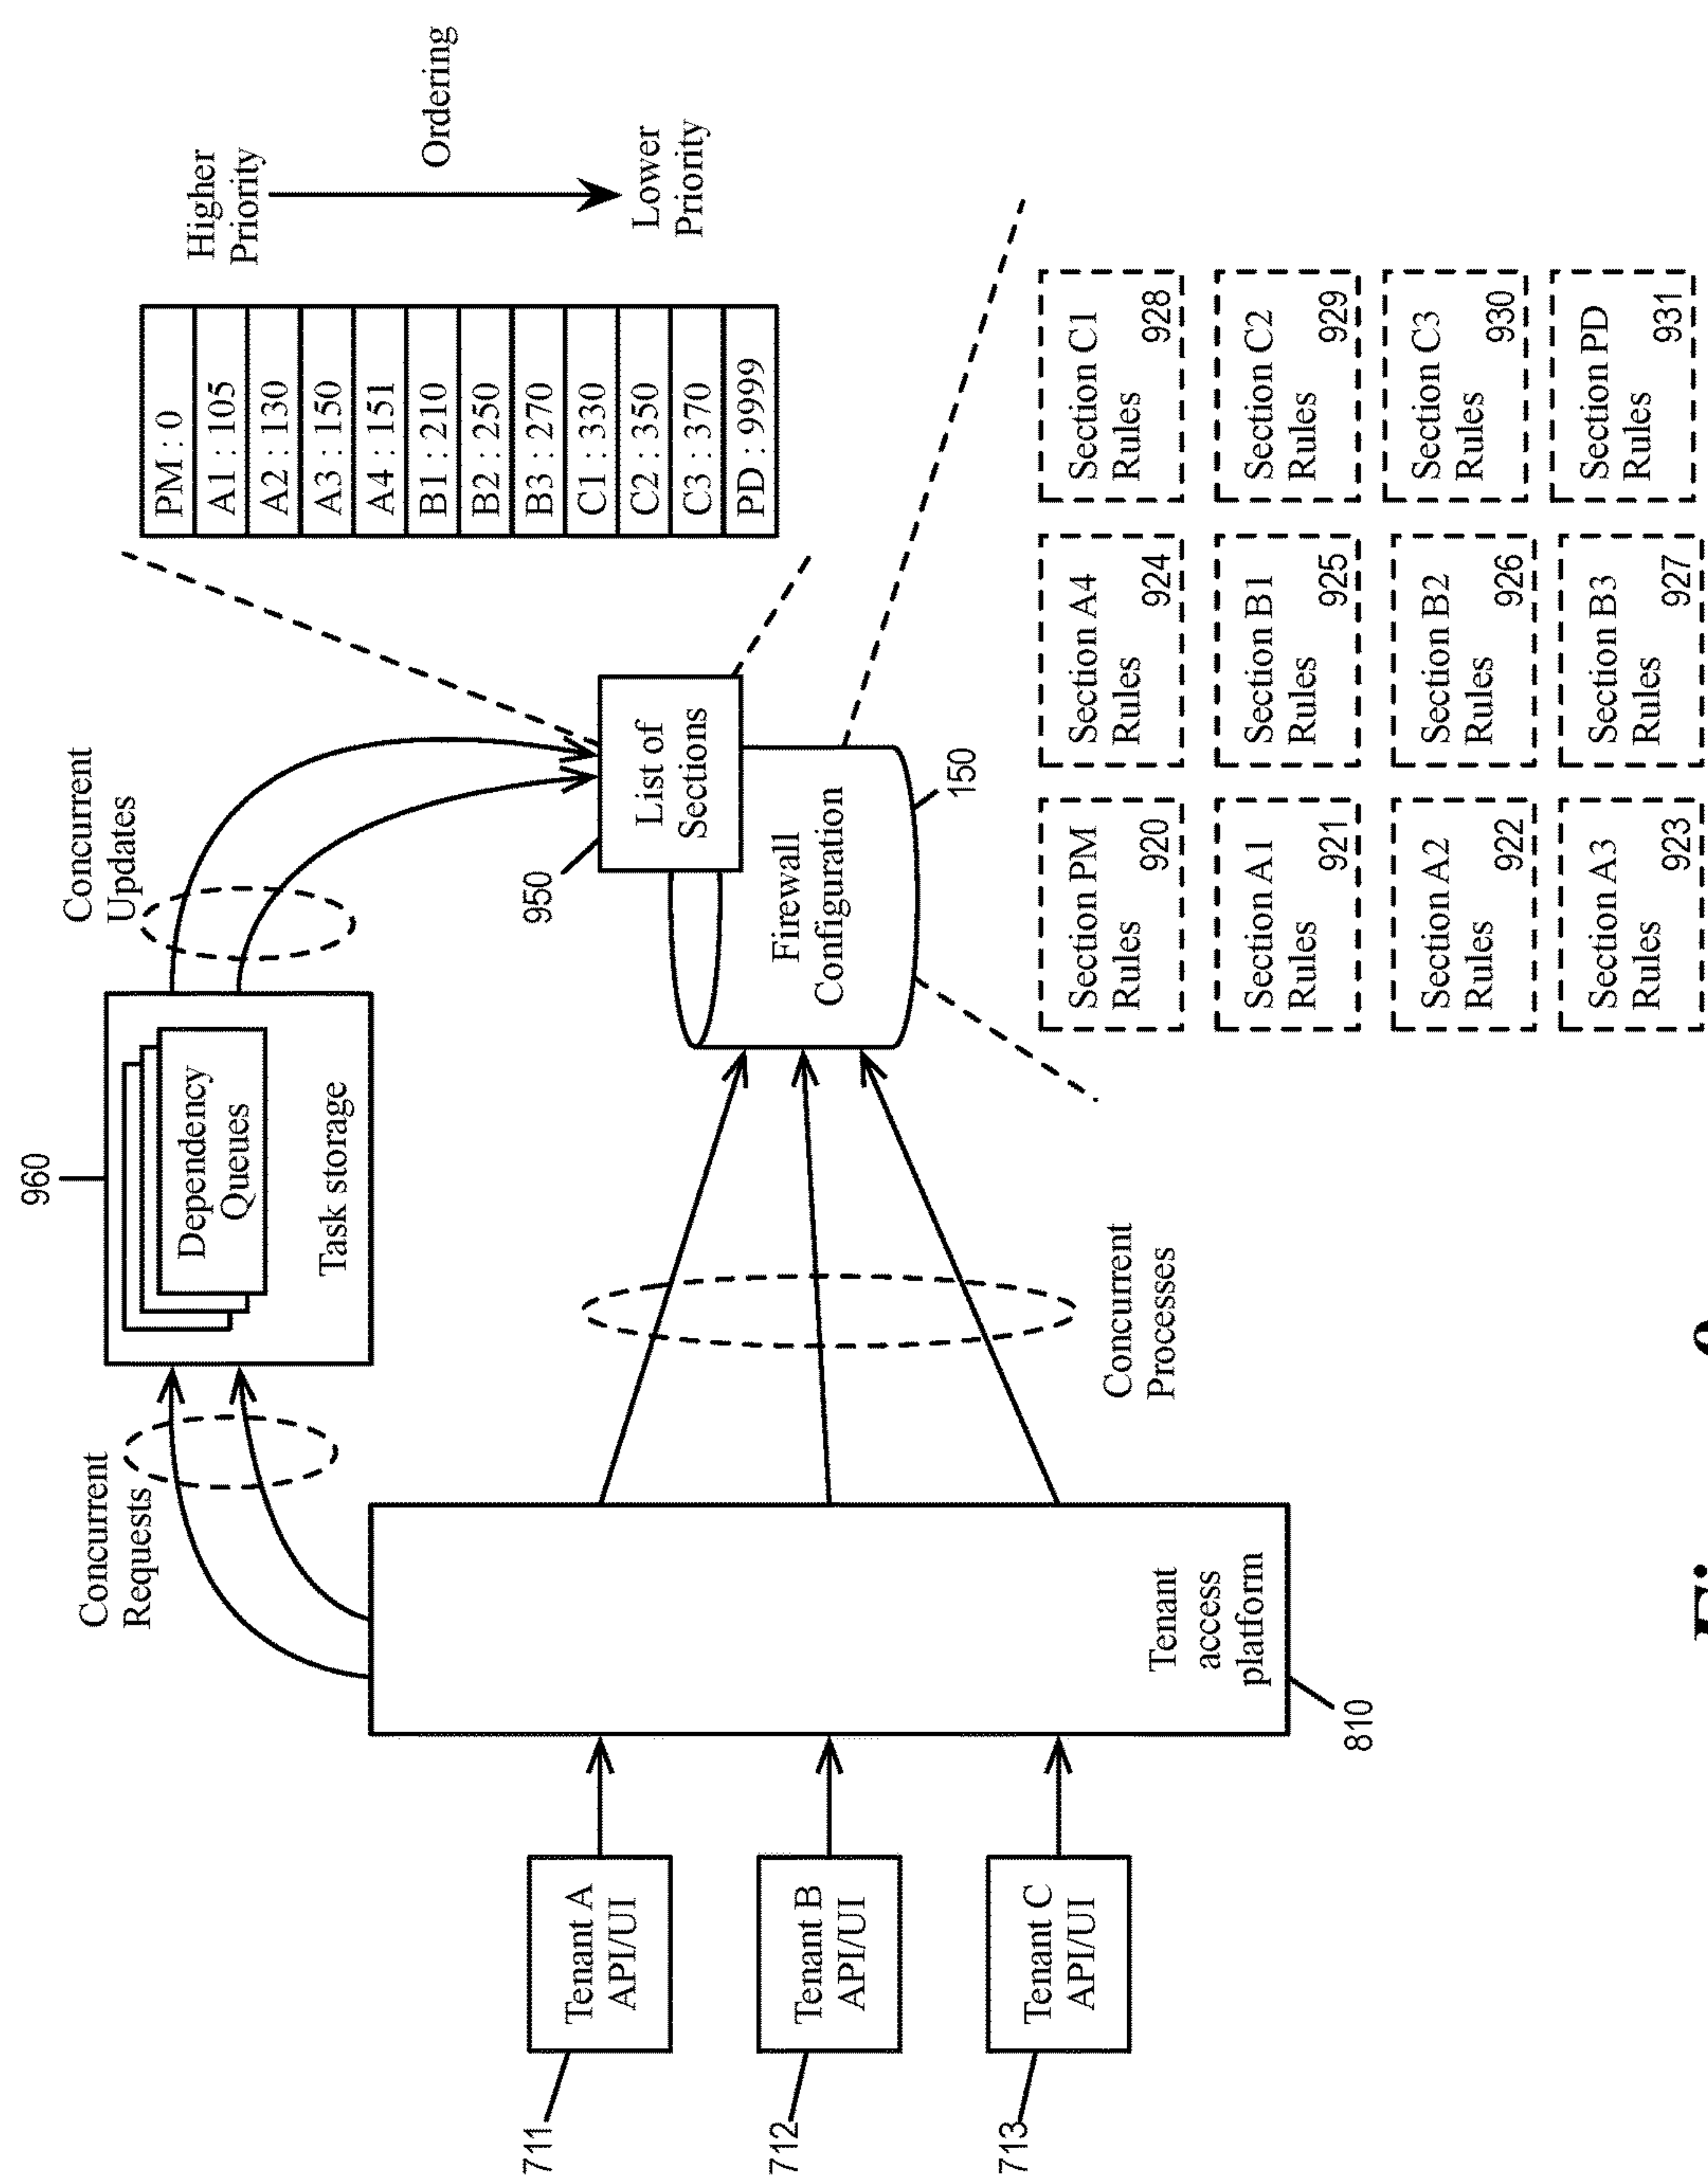 960
Concurrent
Requests
Dependency
Queues
Task storage
Concurrent
Updates
PM : 0
A1 : 105
A2 : 130
A3 : 150
A4 : 151
B1 : 210
B2 : 250
B3 : 270
C1 : 330
C2 : 350
C3 : 370
PD : 9999
Higher
Priority
Ordering
Lower
Priority
711
Tenant A
API/UI
712
Tenant B
API/UI
713
Tenant C
API/UI
Tenant
access
platform
810
Concurrent
Processes
950
List of
Sections
Firewall
Configuration
150
Section PM
Rules
920
Section A4
Rules
924
Section C1
Rules
928
Section A1
Rules
921
Section B1
Rules
925
Section C2
Rules
929
Section A2
Rules
922
Section B2
Rules
926
Section C3
Rules
930
Section A3
Rules
923
Section B3
Rules
927
Section PD
Rules
931